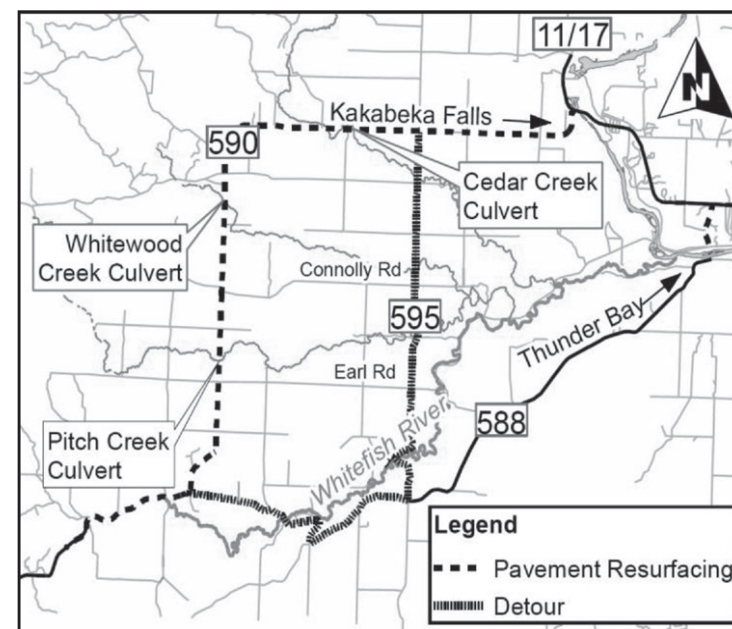 11/17
N
Kakabeka Falls
590
Cedar Creek
Culvert
Whitewood
Creek Culvert
Connolly Rd
595
Thunder Bay
Earl Rd
Whitefish River
588
Pitch Creek
Culvert
Legend
Pavement Resurfacing
Detour